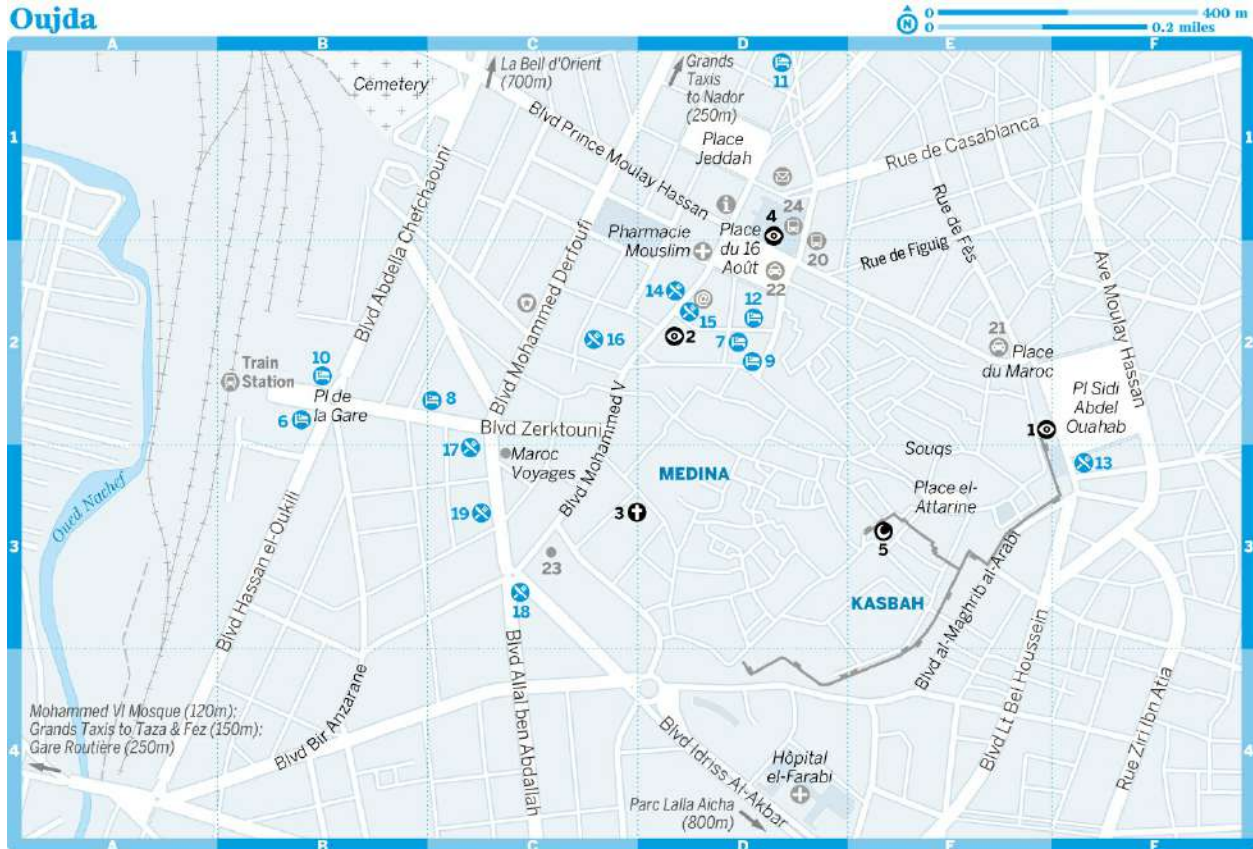 Oujda
N
0 400 m
0 0.2 miles
A B C D E F
1
2
3
4
1
2
3
4
Cemetery
La Bell d'Orient
(700m)
Grands
Taxis
to Nador
(250m)
11
Blvd Prince Moulay Hassan
Place
Jeddah
Rue de Casablanca
24
4
Pharmacie
Mouslim
Place
du 16
Août
20
22
Rue de Figuig
Rue de Fès
Ave Moulay Hassan
Blvd Abdella Chefchaouni
Blvd Mohammed Derfoufi
14
@
15
12
16
2
7
9
21
Place
du Maroc
Pl Sidi
Abdel
Ouahab
1
13
Train
Station
10
Pl de
la Gare
6
8
Blvd Zerktouni
17
Maroc
Voyages
Blvd Mohammed V
MEDINA
Souqs
Place el-
Attarine
Oued Nachef
19
3
23
5
18
KASBAH
Blvd Hassan el-Oukili
Blvd al-Maghrib al-Arabi
Blvd Bir Anzarane
Blvd Allal ben Abdallah
Blvd Idriss Al-Akbar
Blvd Lt Bel Houssein
Rue Ziri Ibn Atia
Mohammed VI Mosque (120m);
Grands Taxis to Taza & Fez (150m);
Gare Routière (250m)
Hôpital
el-Farabi
Parc Lalla Aicha
(800m)
A B C D E F